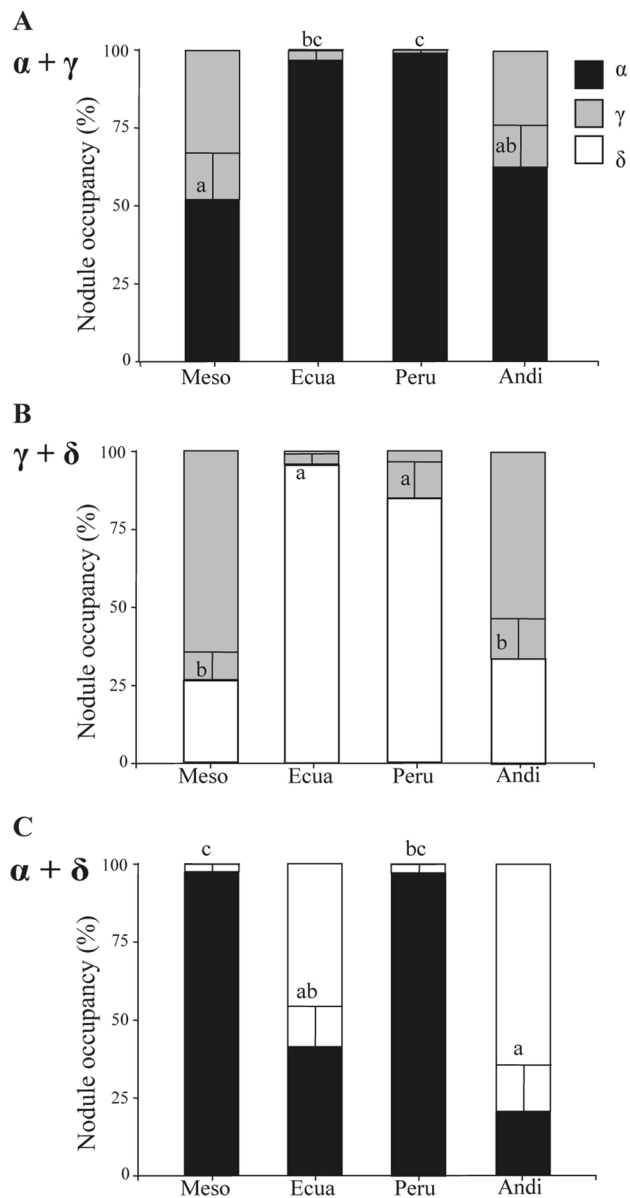 A
α + γ
Nodule occupancy (%)
100
75
50
25
0
a
bc
c
ab
Meso Ecua Peru Andi
α
γ
δ
B
γ + δ
Nodule occupancy (%)
100
75
50
25
0
b
a
a
b
Meso Ecua Peru Andi
C
α + δ
Nodule occupancy (%)
100
75
50
25
0
c
ab
bc
a
Meso Ecua Peru Andi